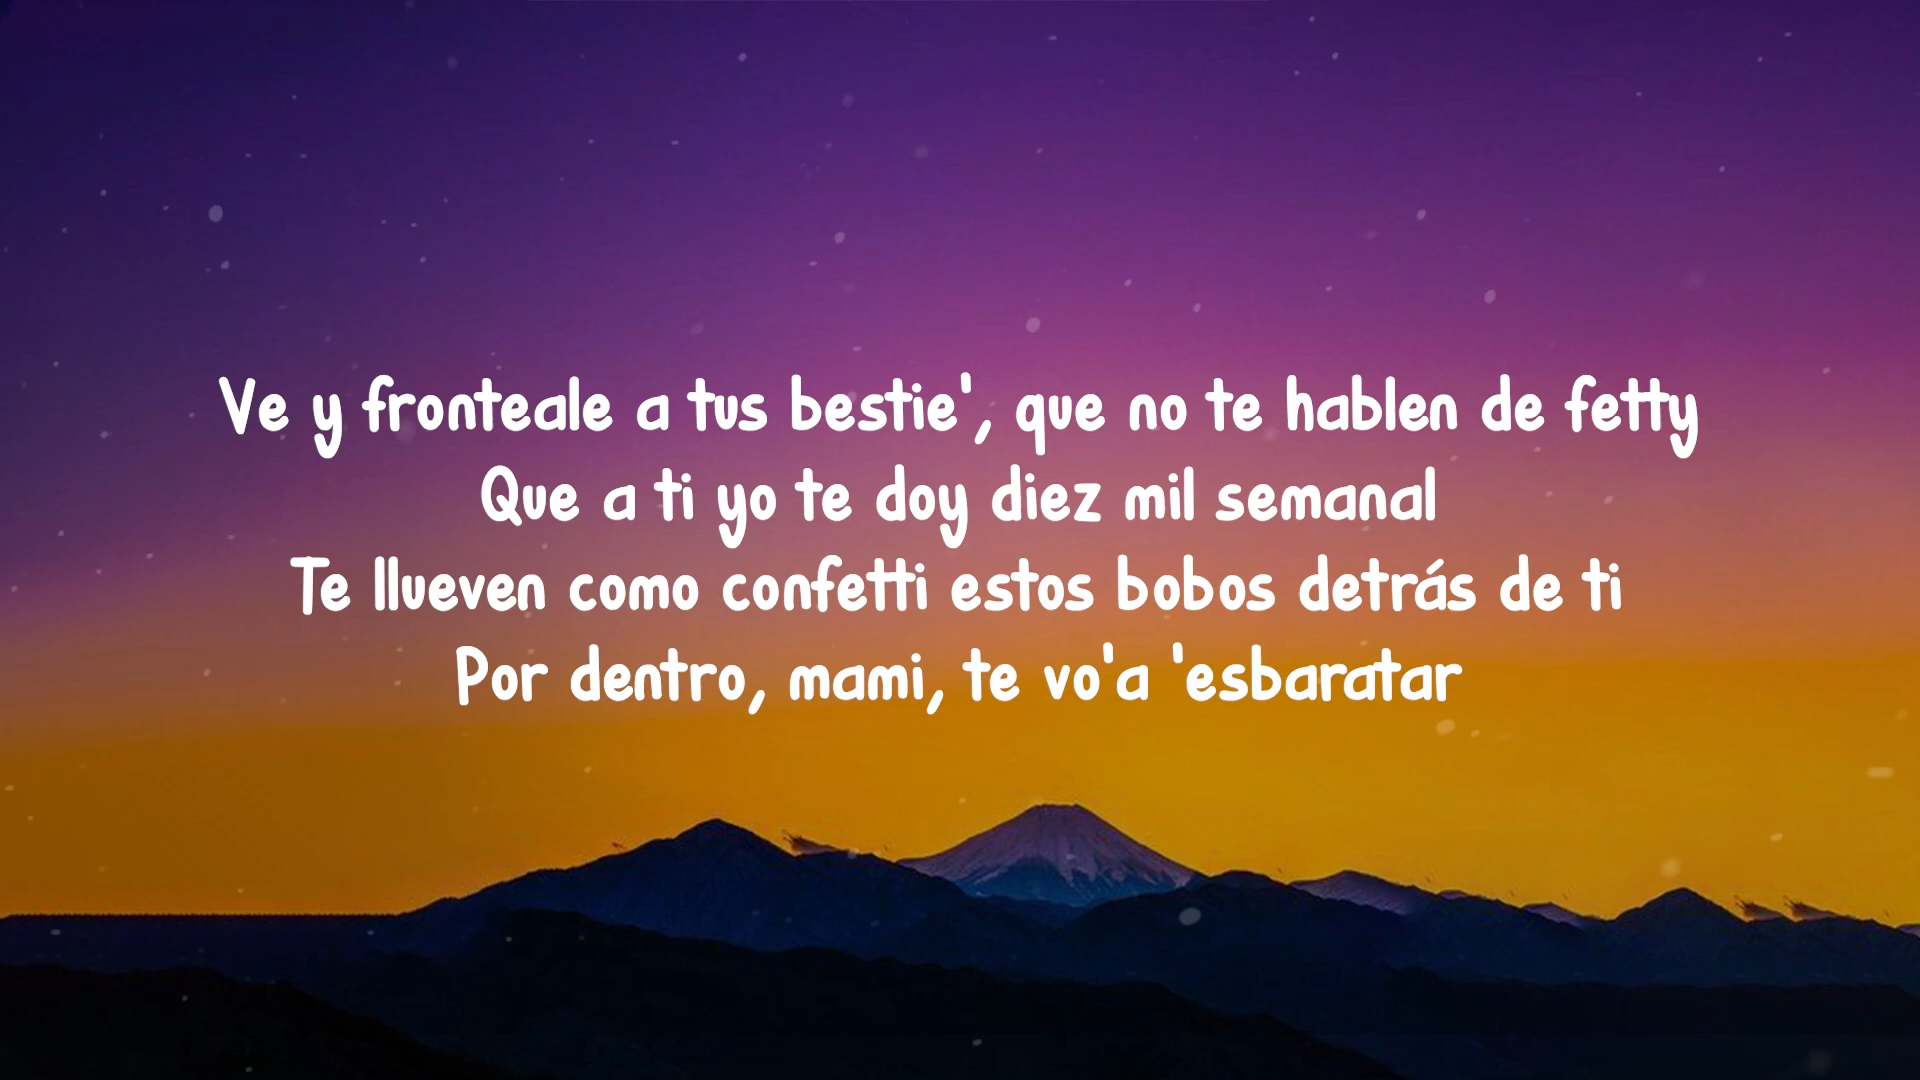 Ve y fronteale a tus bestie', que no te hablen de fetty
Que a ti yo te doy diez mil semanal
Te llueven como confetti estos bobos detrás de ti
Por dentro, mami, te vo'a 'esbaratar